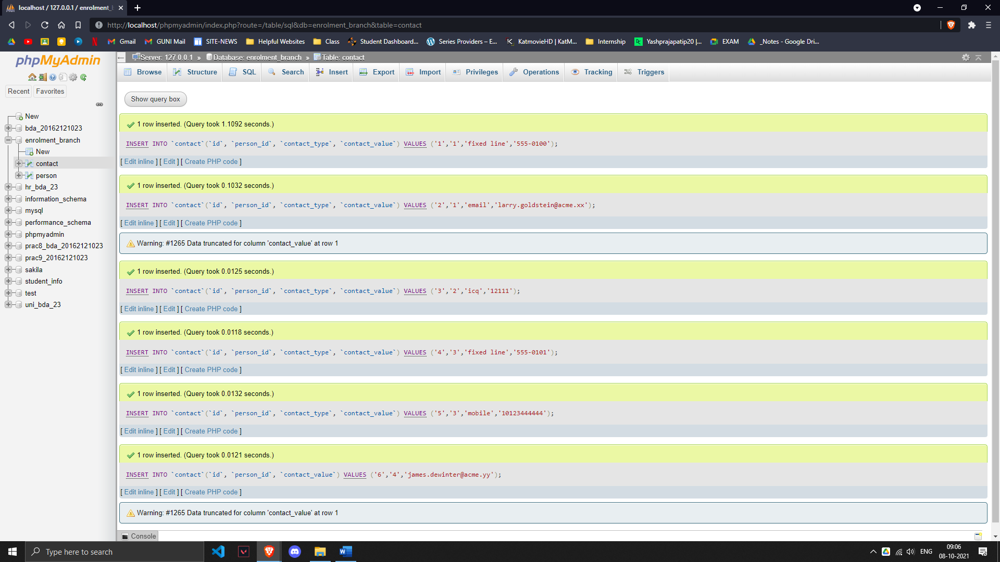 localhost / 127.0.0.1 / enrolment_b
http://localhost/phpmyadmin/index.php?route=/table/sql&db=enrolment_branch&table=contact
Gmail GUNI Mail SITE-NEWS Helpful Websites Class Student Dashboard... Series Providers – E... KatmovieHD | KatM... Internship Yashprajapatip20 |... EXAM _Notes - Google Dri...
phpMyAdmin
Recent Favorites
New
bda_20162121023
enrolment_branch
New
contact
person
hr_bda_23
information_schema
mysql
performance_schema
phpmyadmin
prac8_bda_20162121023
prac9_20162121023
sakila
student_info
test
uni_bda_23
Server: 127.0.0.1 » Database: enrolment_branch » Table: contact
Browse Structure SQL Search Insert Export Import Privileges Operations Tracking Triggers
Show query box
1 row inserted. (Query took 1.1092 seconds.)
INSERT INTO `contact`(`id`, `person_id`, `contact_type`, `contact_value`) VALUES ('1','1','fixed line','555-0100');
[ Edit inline ] [ Edit ] [ Create PHP code ]
1 row inserted. (Query took 0.1032 seconds.)
INSERT INTO `contact`(`id`, `person_id`, `contact_type`, `contact_value`) VALUES ('2','1','email','larry.goldstein@acme.xx');
[ Edit inline ] [ Edit ] [ Create PHP code ]
Warning: #1265 Data truncated for column 'contact_value' at row 1
1 row inserted. (Query took 0.0125 seconds.)
INSERT INTO `contact`(`id`, `person_id`, `contact_type`, `contact_value`) VALUES ('3','2','icq','12111');
[ Edit inline ] [ Edit ] [ Create PHP code ]
1 row inserted. (Query took 0.0118 seconds.)
INSERT INTO `contact`(`id`, `person_id`, `contact_type`, `contact_value`) VALUES ('4','3','fixed line','555-0101');
[ Edit inline ] [ Edit ] [ Create PHP code ]
1 row inserted. (Query took 0.0132 seconds.)
INSERT INTO `contact`(`id`, `person_id`, `contact_type`, `contact_value`) VALUES ('5','3','mobile','10123444444');
[ Edit inline ] [ Edit ] [ Create PHP code ]
1 row inserted. (Query took 0.0121 seconds.)
INSERT INTO `contact`(`id`, `person_id`, `contact_value`) VALUES ('6','4','james.dewinter@acme.yy');
[ Edit inline ] [ Edit ] [ Create PHP code ]
Warning: #1265 Data truncated for column 'contact_value' at row 1
Console
Type here to search
ENG
09:06
08-10-2021